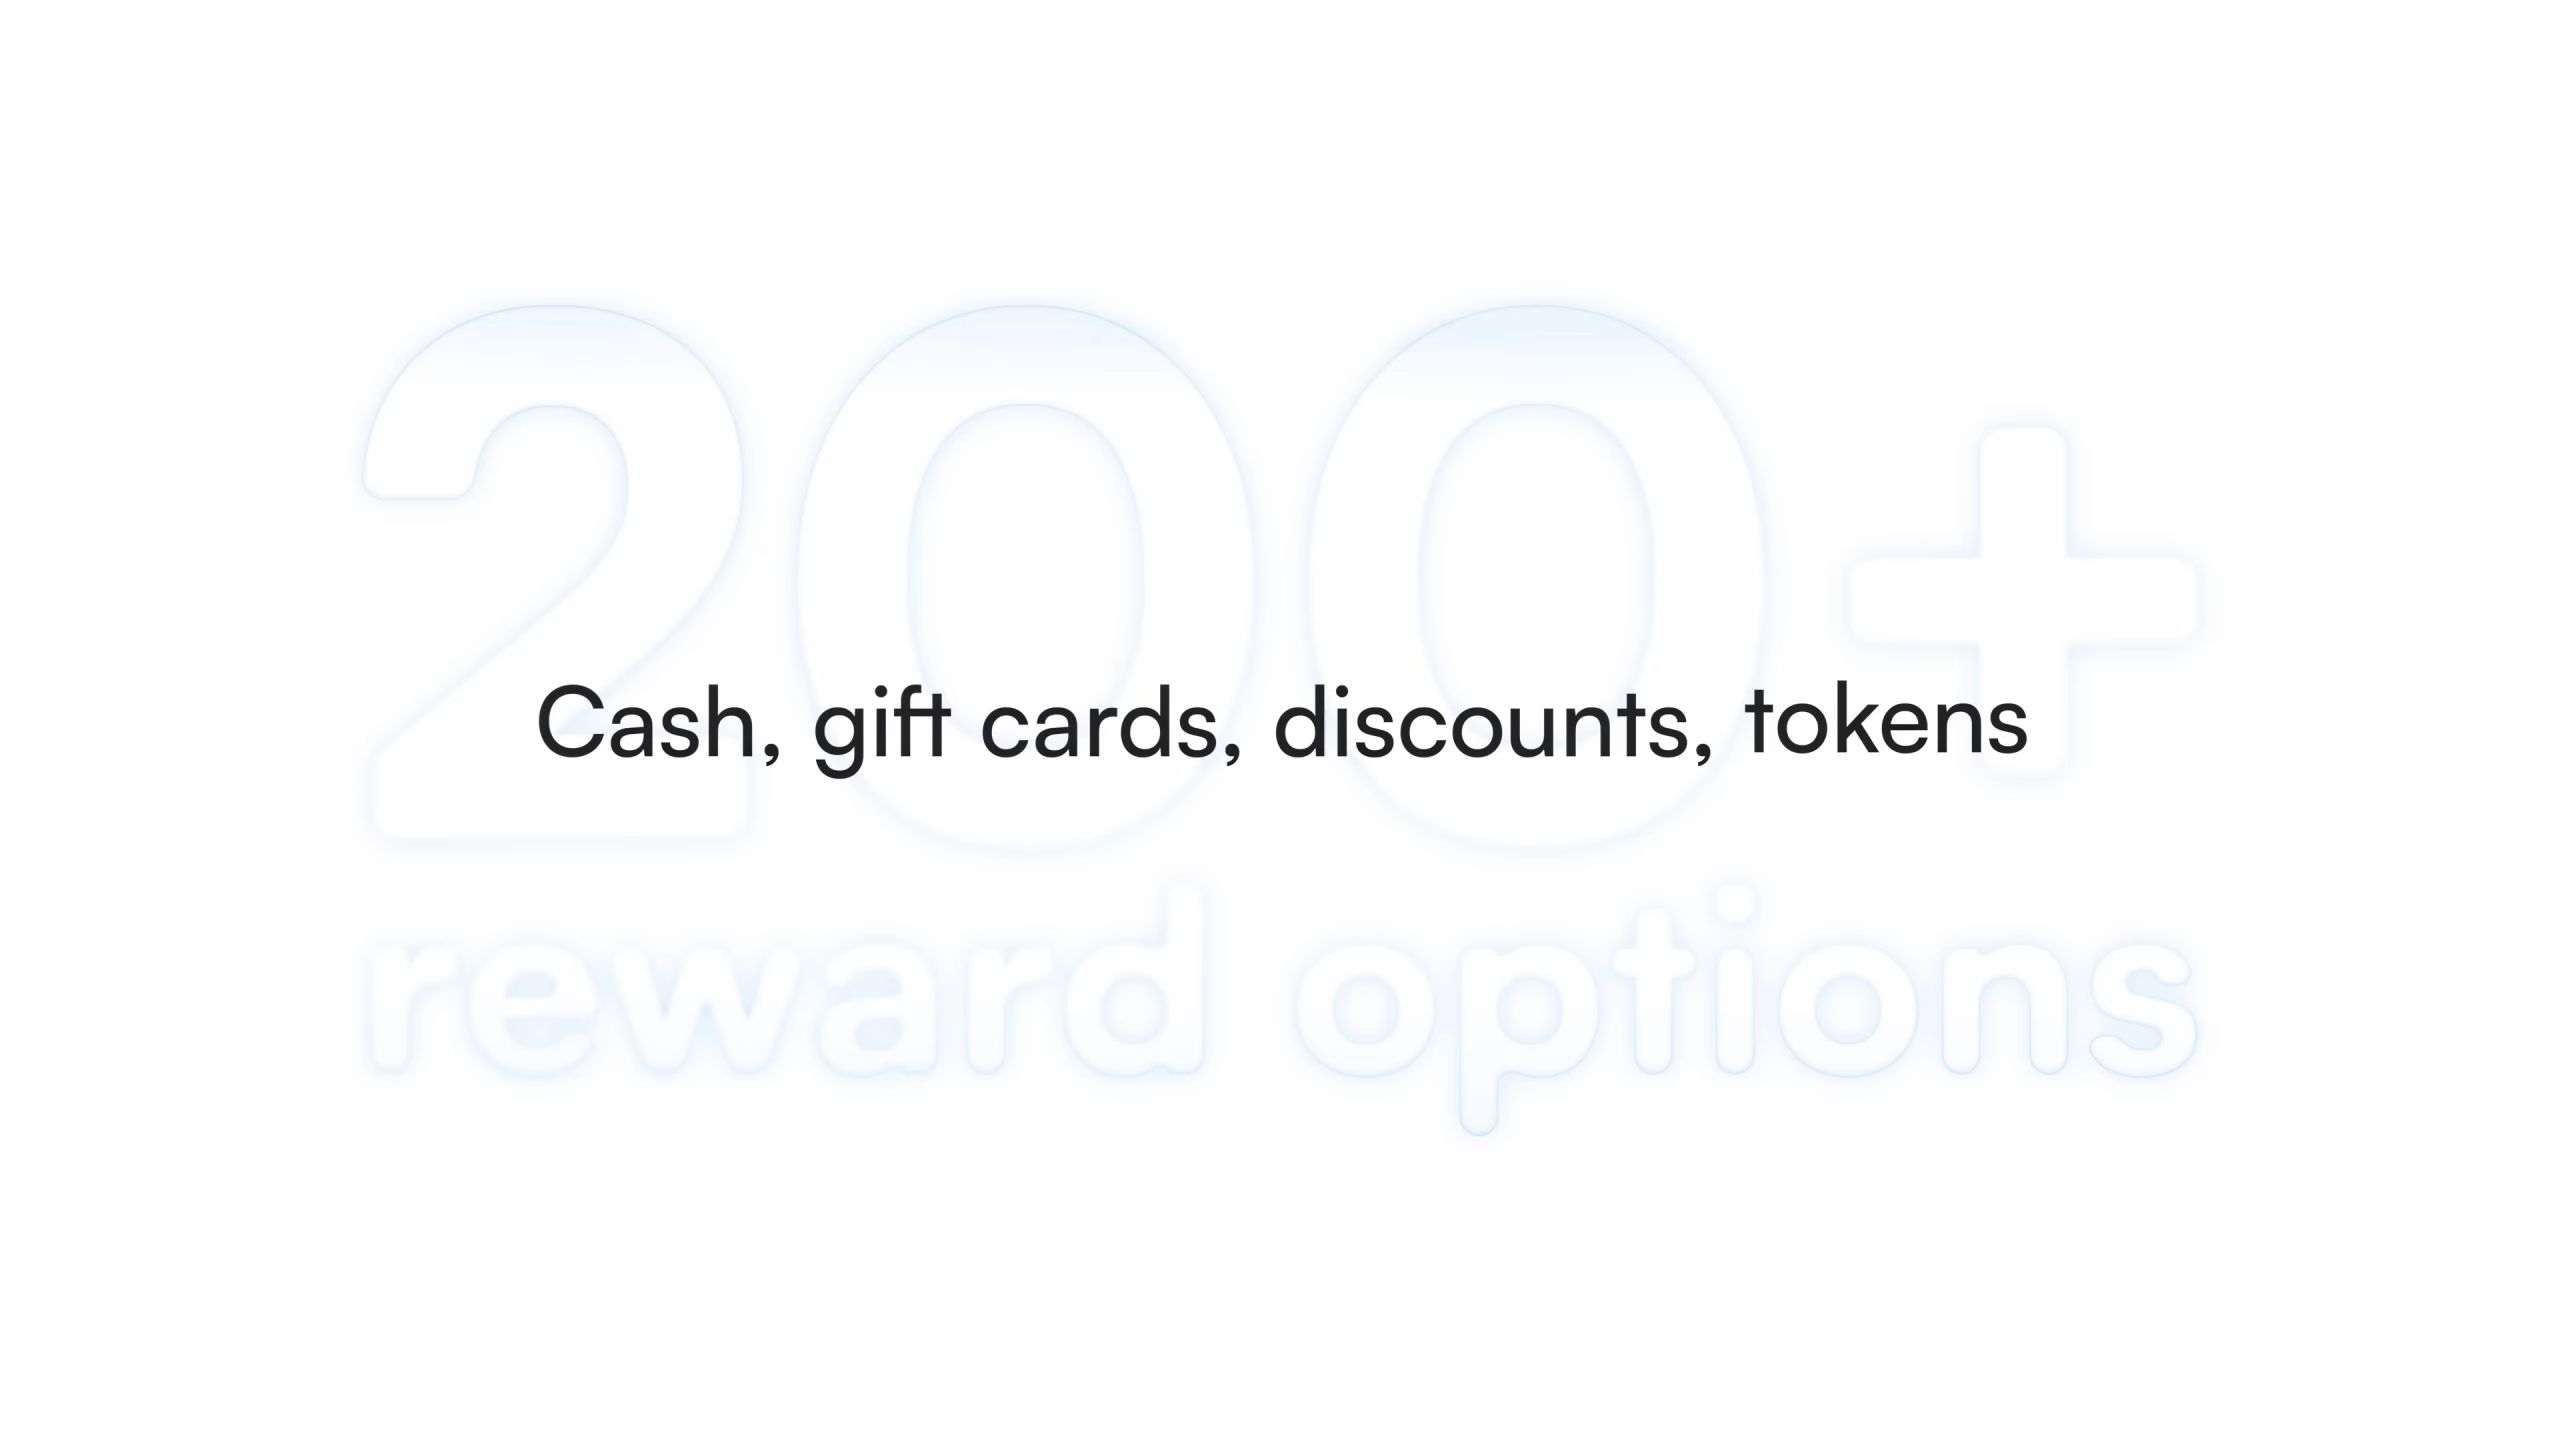 200+
Cash, gift cards, discounts, tokens
reward options